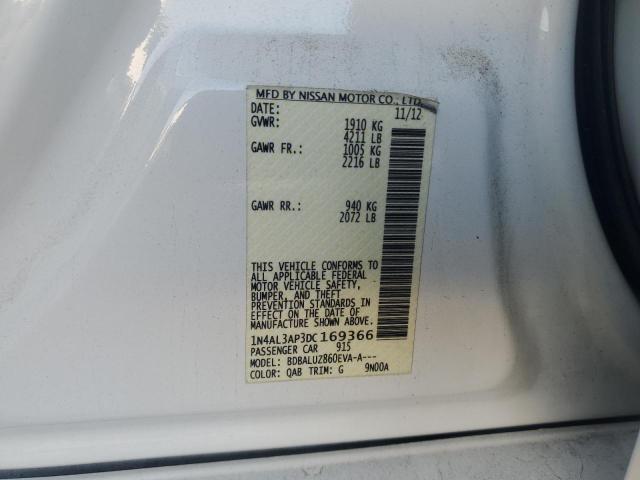 MFD BY NISSAN MOTOR CO., LTD
DATE: 11/12
GVWR: 1910 KG
4211 LB
GAWR FR.: 1005 KG
2216 LB
GAWR RR.: 940 KG
2072 LB
THIS VEHICLE CONFORMS TO
ALL APPLICABLE FEDERAL
MOTOR VEHICLE SAFETY,
BUMPER, AND THEFT
PREVENTION STANDARDS IN
EFFECT ON THE DATE OF
MANUFACTURE SHOWN ABOVE.
1N4AL3AP3DC169366
PASSENGER CAR 915
MODEL: BDBALUZ860EVA-A---
COLOR: QAB TRIM: G 9N00A